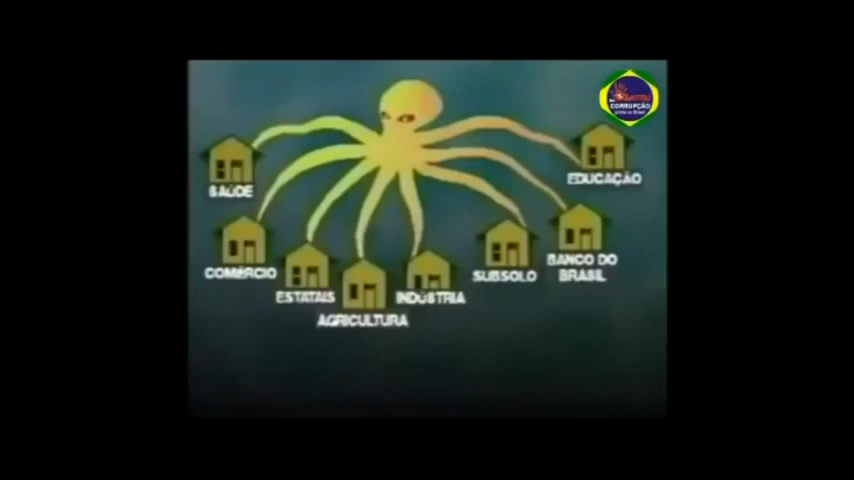 CORRUPÇÃO
EDUCAÇÃO
SAÚDE
COMÉRCIO
BANCO DO
BRASIL
SUBSOLO
ESTATAIS
INDÚSTRIA
AGRICULTURA